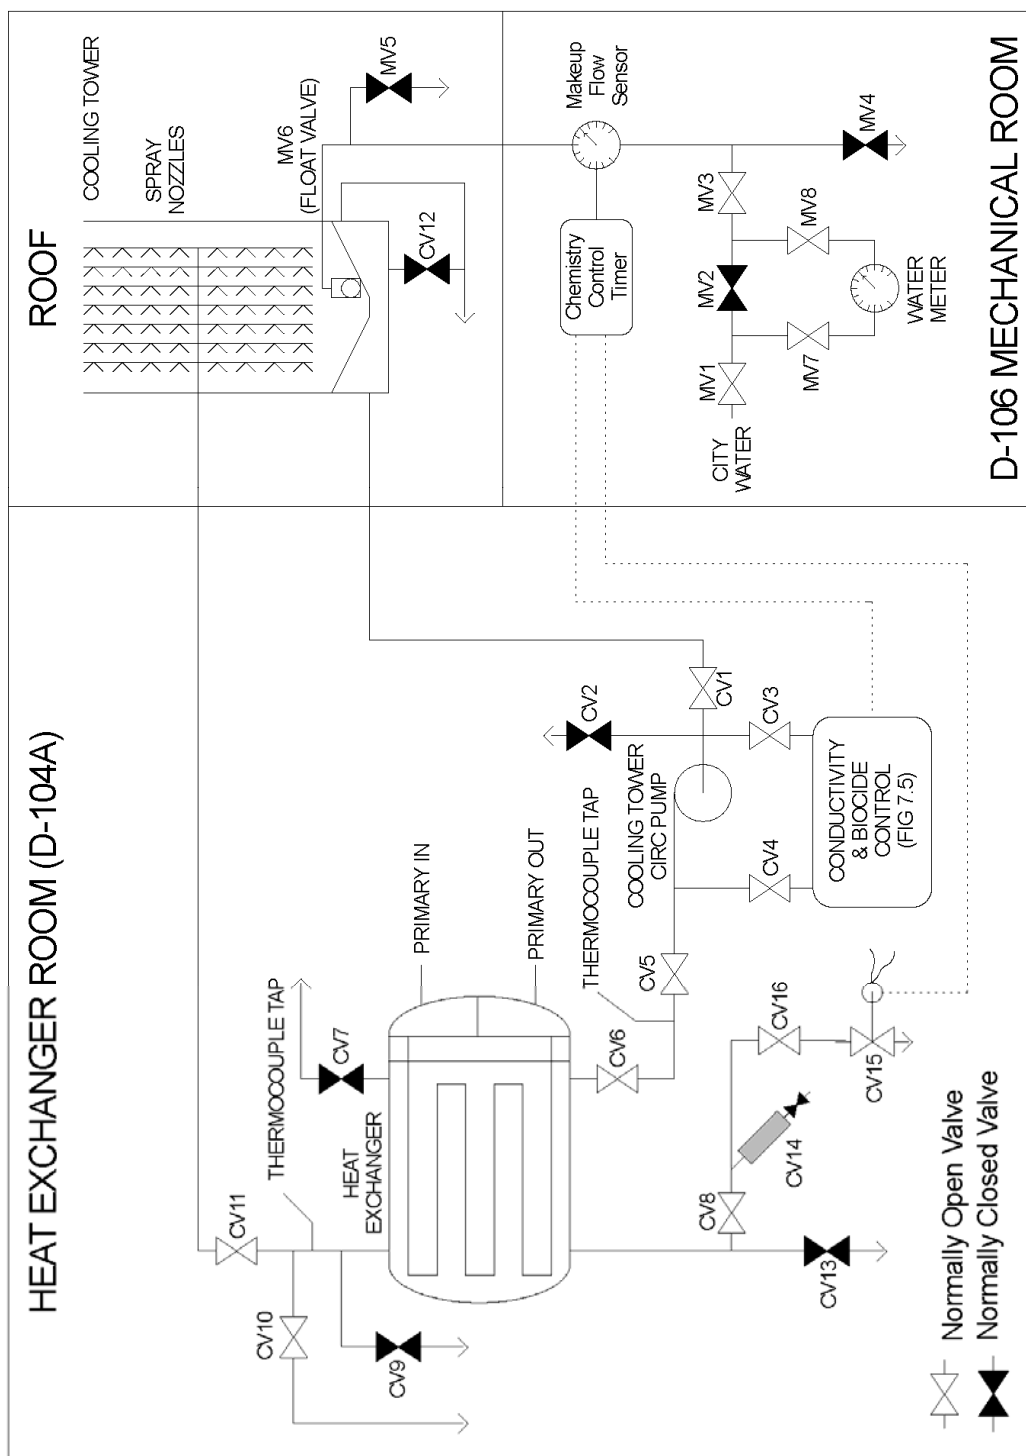 HEAT EXCHANGER ROOM (D-104A)
ROOF
COOLING TOWER
SPRAY
NOZZLES
MV6
(FLOAT VALVE)
MV5
CV12
CV11
THERMOCOUPLE TAP
CV10
CV9
CV7
HEAT
EXCHANGER
PRIMARY IN
PRIMARY OUT
THERMOCOUPLE TAP
COOLING TOWER
CIRC PUMP
CV2
CV1
CV6
CV5
CV4
CV3
CONDUCTIVITY
& BIOCIDE
CONTROL
(FIG 7.5)
CV8
CV14
CV16
CV15
CV13
Makeup
Flow
Sensor
Chemistry
Control
Timer
CITY
WATER
MV1
MV2
MV3
MV4
MV7
MV8
WATER
METER
D-106 MECHANICAL ROOM
Normally Open Valve
Normally Closed Valve